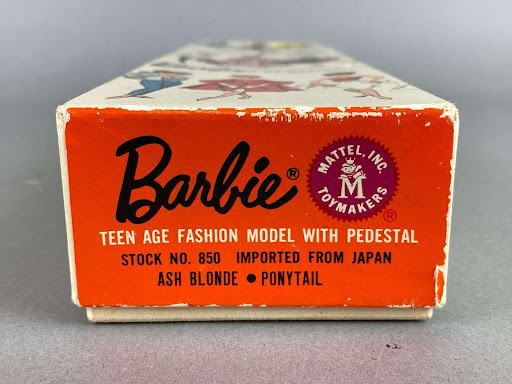 Barbie®
MATTEL, INC.
M
TOYMAKERS
®
TEEN AGE FASHION MODEL WITH PEDESTAL
STOCK NO. 850 IMPORTED FROM JAPAN
ASH BLONDE • PONYTAIL